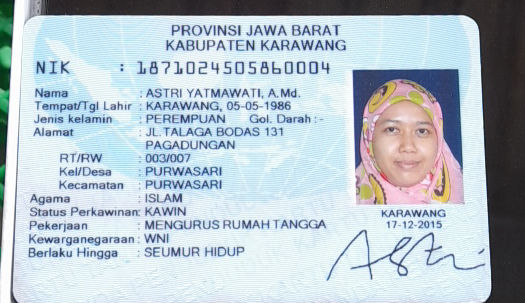 PROVINSI JAWA BARAT
KABUPATEN KARAWANG
NIK : 1871024505860004
Nama : ASTRI YATMAWATI, A.Md.
Tempat/Tgl Lahir : KARAWANG, 05-05-1986
Jenis kelamin : PEREMPUAN Gol. Darah :-
Alamat : JL. TALAGA BODAS 131
PAGADUNGAN
RT/RW : 003/007
Kel/Desa : PURWASARI
Kecamatan : PURWASARI
Agama : ISLAM
Status Perkawinan: KAWIN
Pekerjaan : MENGURUS RUMAH TANGGA
Kewarganegaraan : WNI
Berlaku Hingga : SEUMUR HIDUP
KARAWANG
17-12-2015
Astri